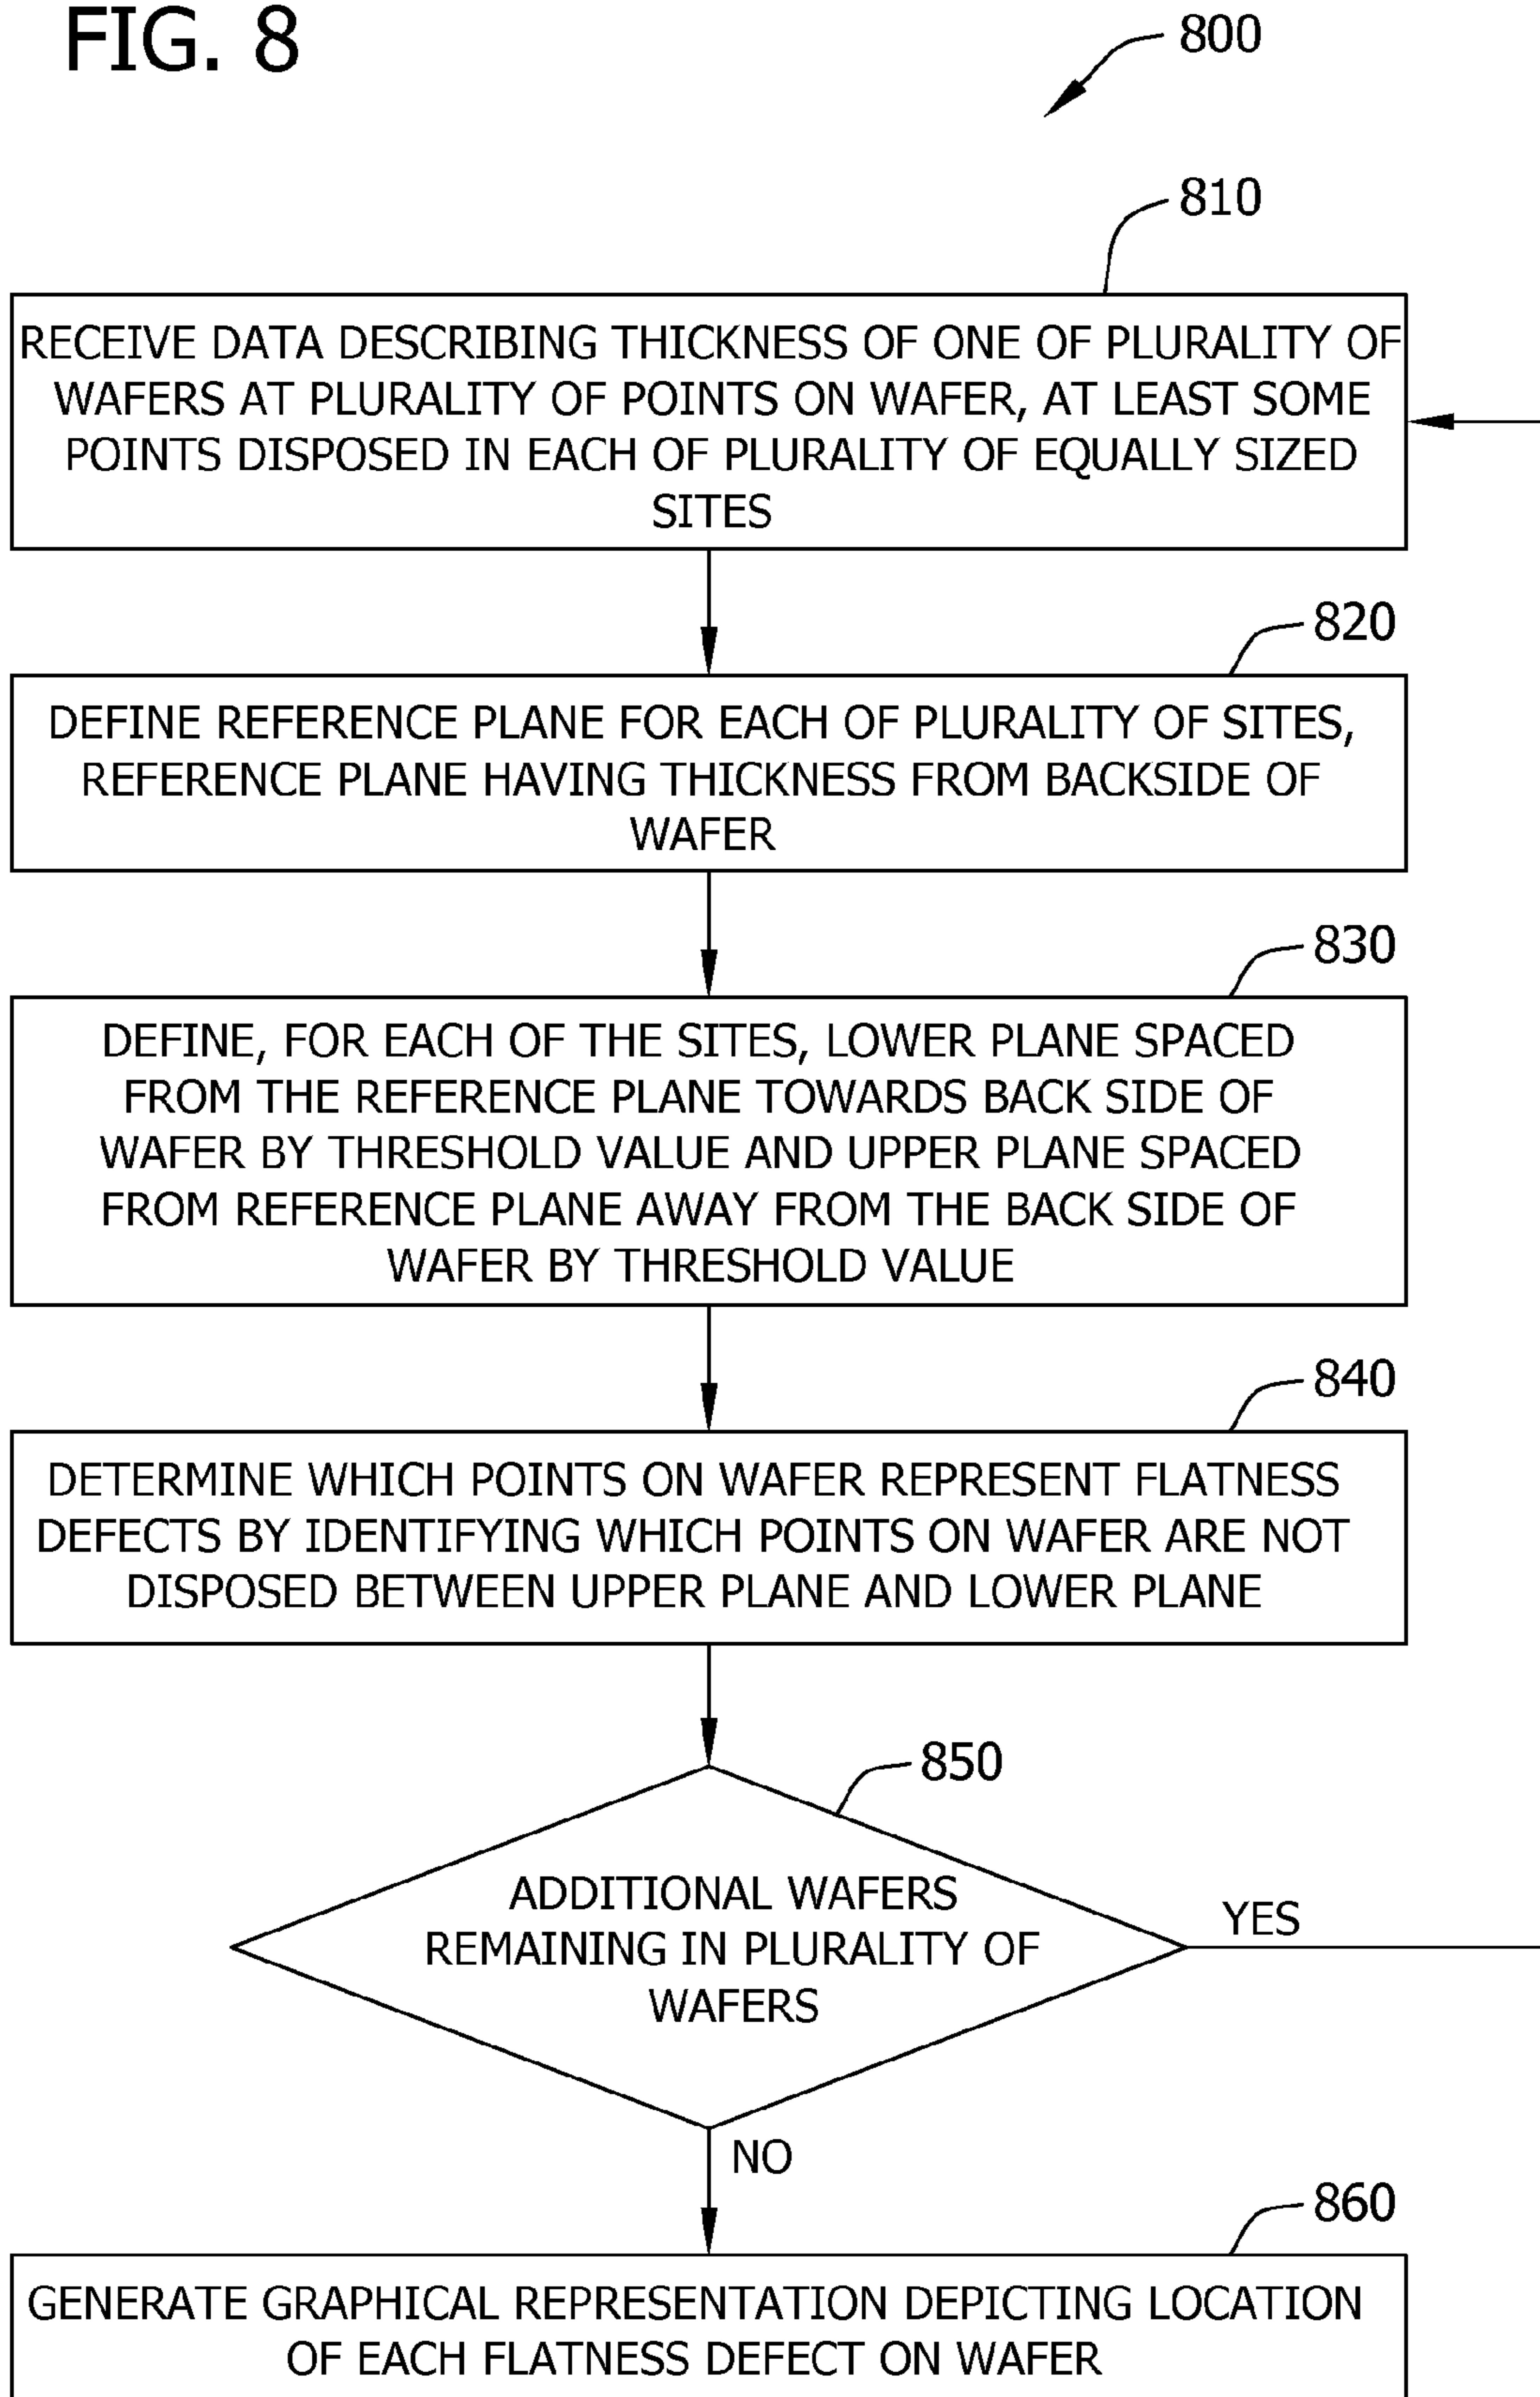 FIG. 8
800
810
RECEIVE DATA DESCRIBING THICKNESS OF ONE OF PLURALITY OF
WAFERS AT PLURALITY OF POINTS ON WAFER, AT LEAST SOME
POINTS DISPOSED IN EACH OF PLURALITY OF EQUALLY SIZED
SITES
820
DEFINE REFERENCE PLANE FOR EACH OF PLURALITY OF SITES,
REFERENCE PLANE HAVING THICKNESS FROM BACKSIDE OF
WAFER
830
DEFINE, FOR EACH OF THE SITES, LOWER PLANE SPACED
FROM THE REFERENCE PLANE TOWARDS BACK SIDE OF
WAFER BY THRESHOLD VALUE AND UPPER PLANE SPACED
FROM REFERENCE PLANE AWAY FROM THE BACK SIDE OF
WAFER BY THRESHOLD VALUE
840
DETERMINE WHICH POINTS ON WAFER REPRESENT FLATNESS
DEFECTS BY IDENTIFYING WHICH POINTS ON WAFER ARE NOT
DISPOSED BETWEEN UPPER PLANE AND LOWER PLANE
850
ADDITIONAL WAFERS
REMAINING IN PLURALITY OF
WAFERS
YES
NO
860
GENERATE GRAPHICAL REPRESENTATION DEPICTING LOCATION
OF EACH FLATNESS DEFECT ON WAFER